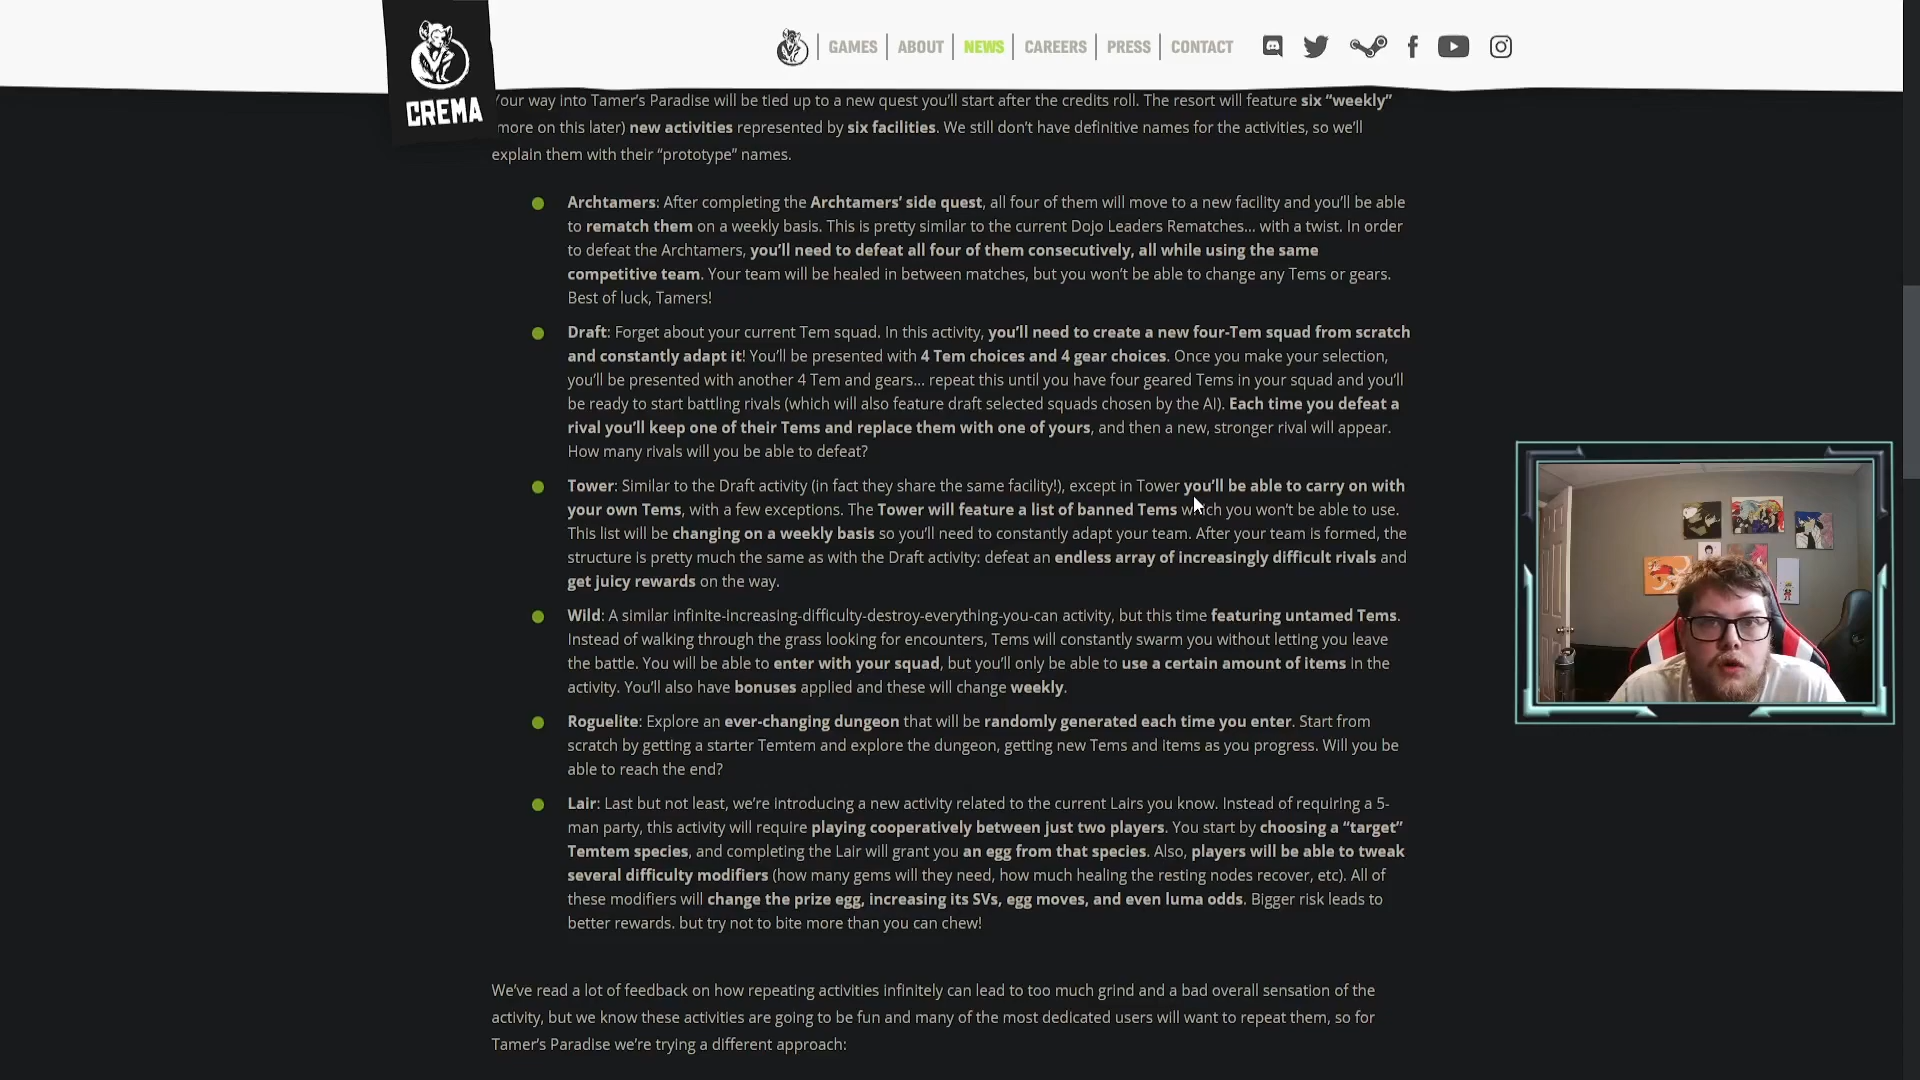 CREMA
GAMES
ABOUT
NEWS
CAREERS
PRESS
CONTACT
Your way into Tamer’s Paradise will be tied up to a new quest you’ll start after the credits roll. The resort will feature six “weekly”
more on this later) new activities represented by six facilities. We still don’t have definitive names for the activities, so we’ll
explain them with their “prototype” names.
Archtamers: After completing the Archtamers’ side quest, all four of them will move to a new facility and you’ll be able
to rematch them on a weekly basis. This is pretty similar to the current Dojo Leaders Rematches… with a twist. In order
to defeat the Archtamers, you’ll need to defeat all four of them consecutively, all while using the same
competitive team. Your team will be healed in between matches, but you won’t be able to change any Tems or gears.
Best of luck, Tamers!
Draft: Forget about your current Tem squad. In this activity, you’ll need to create a new four-Tem squad from scratch
and constantly adapt it! You’ll be presented with 4 Tem choices and 4 gear choices. Once you make your selection,
you’ll be presented with another 4 Tem and gears… repeat this until you have four geared Tems in your squad and you’ll
be ready to start battling rivals (which will also feature draft selected squads chosen by the AI). Each time you defeat a
rival you’ll keep one of their Tems and replace them with one of yours, and then a new, stronger rival will appear.
How many rivals will you be able to defeat?
Tower: Similar to the Draft activity (in fact they share the same facility!), except in Tower you’ll be able to carry on with
your own Tems, with a few exceptions. The Tower will feature a list of banned Tems which you won’t be able to use.
This list will be changing on a weekly basis so you’ll need to constantly adapt your team. After your team is formed, the
structure is pretty much the same as with the Draft activity: defeat an endless array of increasingly difficult rivals and
get juicy rewards on the way.
Wild: A similar infinite-increasing-difficulty-destroy-everything-you-can activity, but this time featuring untamed Tems.
Instead of walking through the grass looking for encounters, Tems will constantly swarm you without letting you leave
the battle. You will be able to enter with your squad, but you’ll only be able to use a certain amount of items in the
activity. You’ll also have bonuses applied and these will change weekly.
Roguelite: Explore an ever-changing dungeon that will be randomly generated each time you enter. Start from
scratch by getting a starter Temtem and explore the dungeon, getting new Tems and items as you progress. Will you be
able to reach the end?
Lair: Last but not least, we’re introducing a new activity related to the current Lairs you know. Instead of requiring a 5-
man party, this activity will require playing cooperatively between just two players. You start by choosing a “target”
Temtem species, and completing the Lair will grant you an egg from that species. Also, players will be able to tweak
several difficulty modifiers (how many gems will they need, how much healing the resting nodes recover, etc). All of
these modifiers will change the prize egg, increasing its SVs, egg moves, and even luma odds. Bigger risk leads to
better rewards. but try not to bite more than you can chew!
We’ve read a lot of feedback on how repeating activities infinitely can lead to too much grind and a bad overall sensation of the
activity, but we know these activities are going to be fun and many of the most dedicated users will want to repeat them, so for
Tamer’s Paradise we’re trying a different approach: